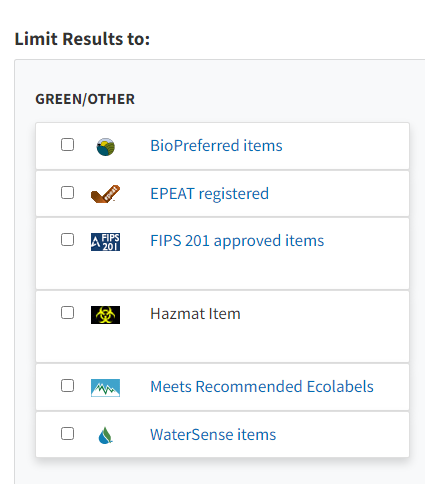 Limit Results to:
GREEN/OTHER
BioPreferred items
EPEAT registered
FIPS 201 approved items
FIPS
201
Hazmat Item
Meets Recommended Ecolabels
WaterSense items